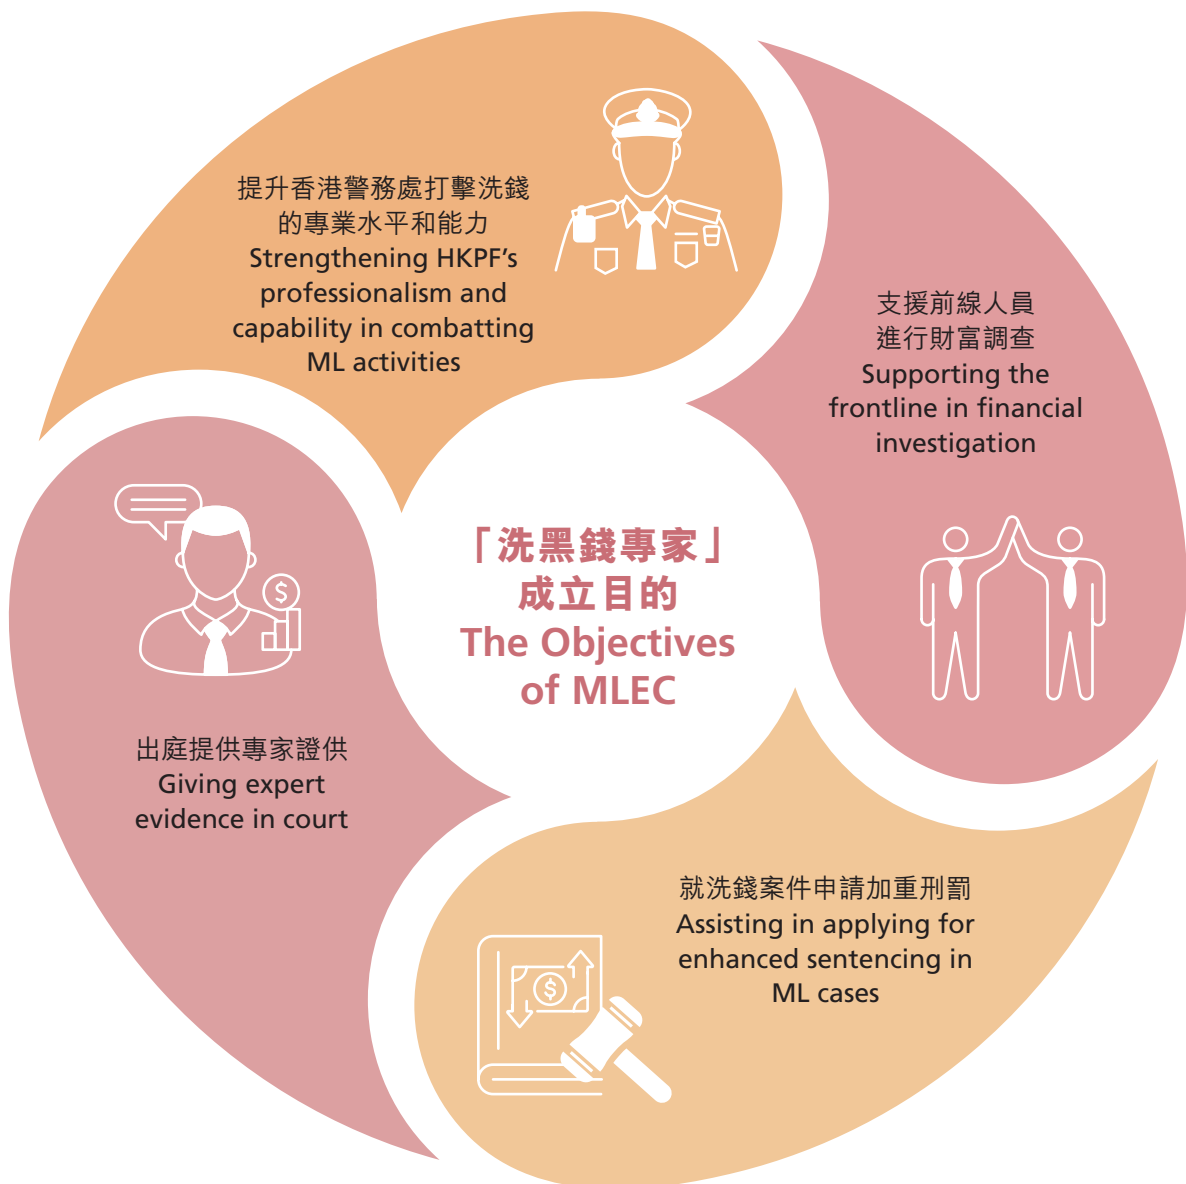 提升香港警務處打擊洗錢
的專業水平和能力
Strengthening HKPF's
professionalism and
capability in combatting
ML activities
支援前線人員
進行財富調查
Supporting the
frontline in financial
investigation
「洗黑錢專家」
成立目的
The Objectives
of MLEC
出庭提供專家證供
Giving expert
evidence in court
就洗錢案件申請加重刑罰
Assisting in applying for
enhanced sentencing in
ML cases
$
$